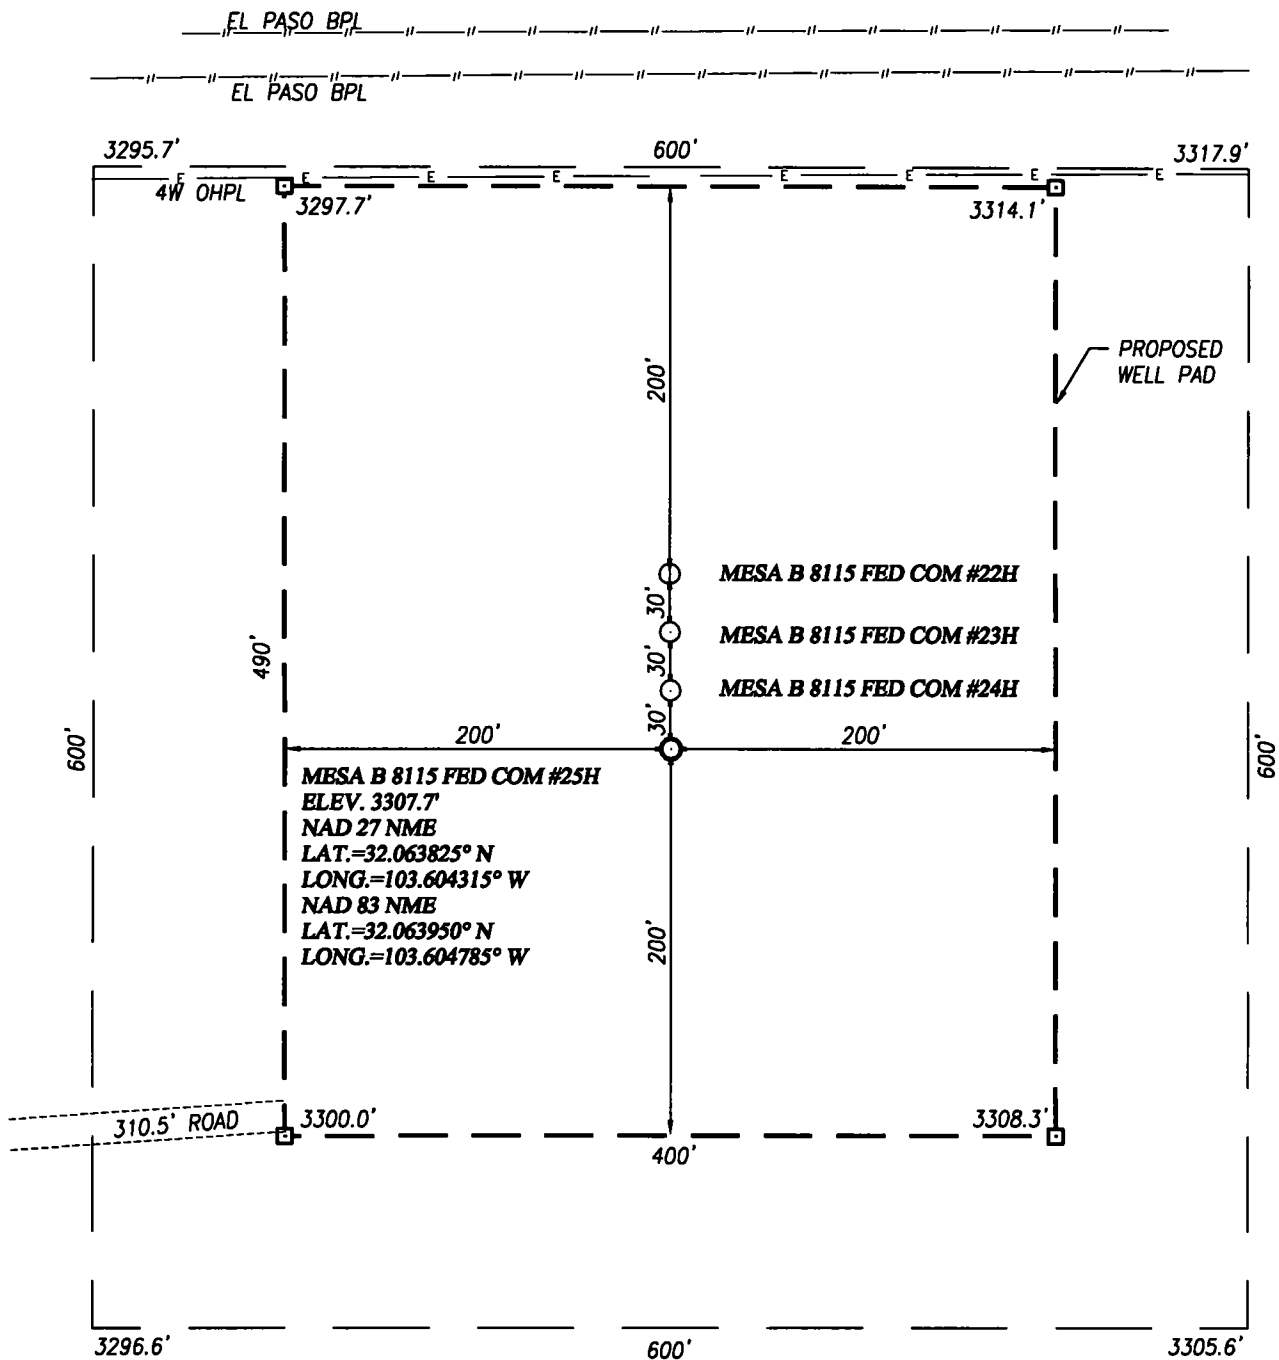 EL PASO BPL
EL PASO BPL
3295.7'
600'
3317.9'
E E E E E E E E
4W OHPL
3297.7'
3314.1'
PROPOSED
WELL PAD
200'
MESA B 8115 FED COM #22H
30'
MESA B 8115 FED COM #23H
490'
30'
MESA B 8115 FED COM #24H
30'
600'
200'
200'
600'
MESA B 8115 FED COM #25H
ELEV. 3307.7'
NAD 27 NME
LAT.=32.063825° N
LONG.=103.604315° W
NAD 83 NME
LAT.=32.063950° N
LONG.=103.604785° W
200'
310.5' ROAD
3300.0'
3308.3'
400'
3296.6'
600'
3305.6'